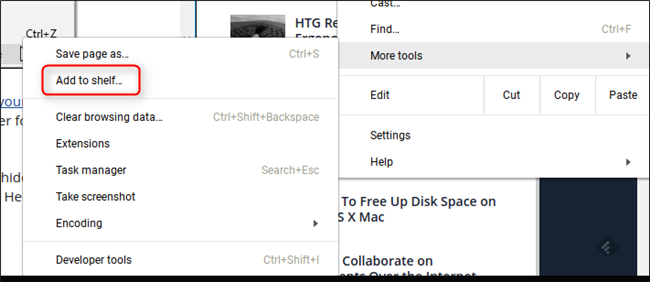 Cast...
Find... Ctrl+F
More tools
Edit Cut Copy Paste
Settings
Help
Ctrl+Z
Save page as... Ctrl+S
Add to shelf...
Clear browsing data... Ctrl+Shift+Backspace
Extensions
Task manager Search+Esc
Take screenshot
Encoding
Developer tools Ctrl+Shift+I
HTG Re
your
er fo
hide
He
To Free Up Disk Space on
S X Mac
Collaborate on
ents Over the Internet